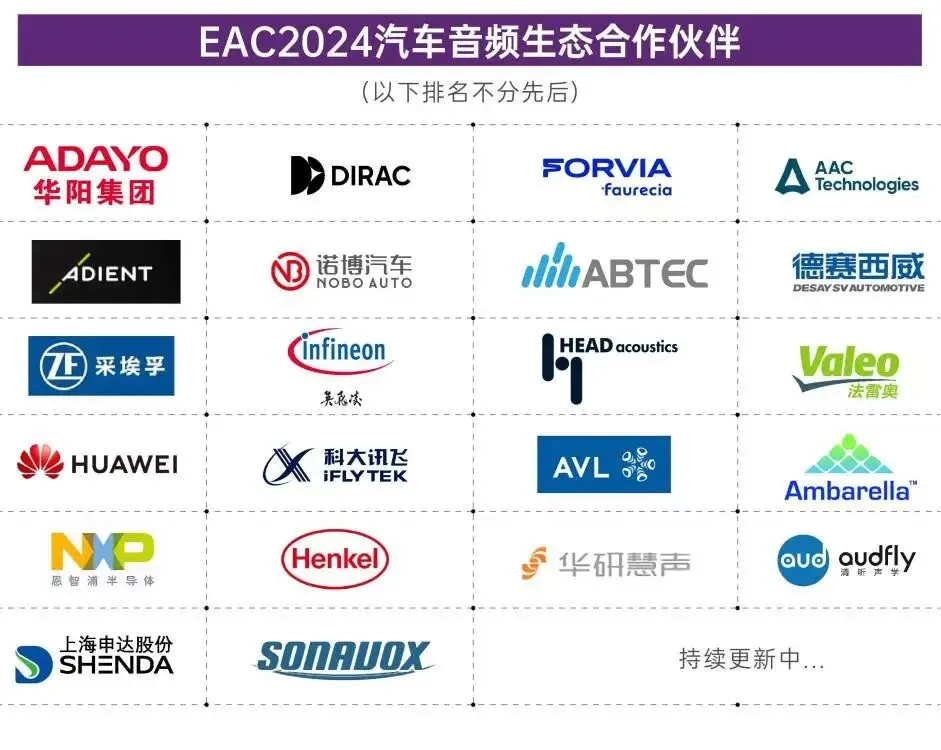 EAC2024汽车音频生态合作伙伴
(以下排名不分先后)
ADAYO
华阳集团
DIRAC
FORVIA
faurecia
AAC
Technologies
ADIENT
NB
诺博汽车
NOBO AUTO
ABTEC
德赛西威
DESAY SV AUTOMOTIVE
ZF
采埃孚
infineon
英飞凌
HEAD acoustics
Valeo
法雷奥
HUAWEI
科大讯飞
iFLYTEK
AVL
Ambarella™
NXP
恩智浦半导体
Henkel
华研慧声
aud
audfly
清听声学
上海申达股份
SHENDA
SONAVOX
持续更新中...